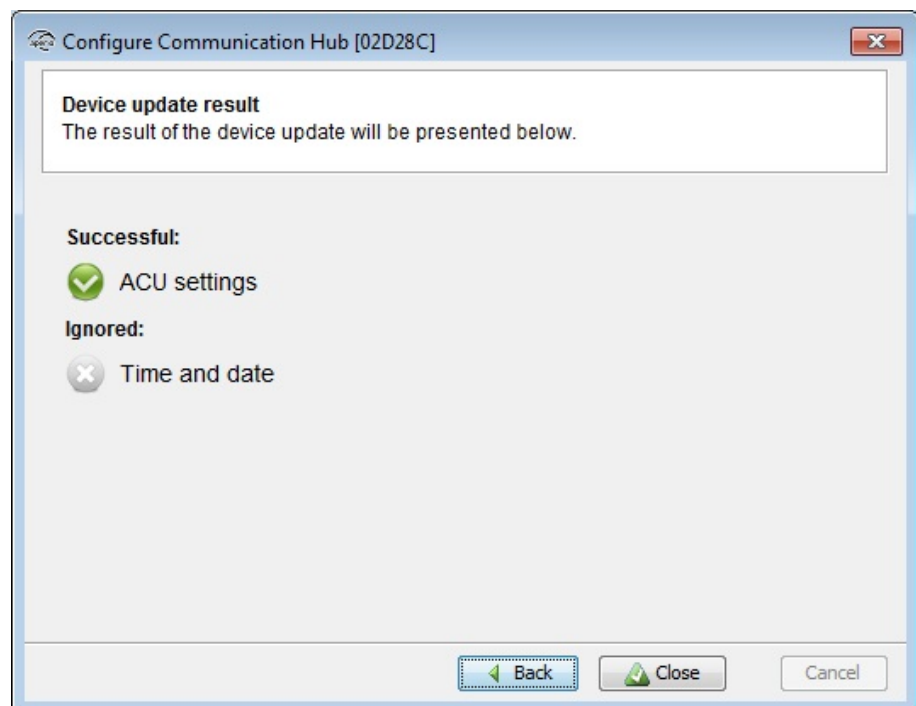 Configure Communication Hub [02D28C]
Device update result
The result of the device update will be presented below.
Successful:
ACU settings
Ignored:
Time and date
Back
Close
Cancel